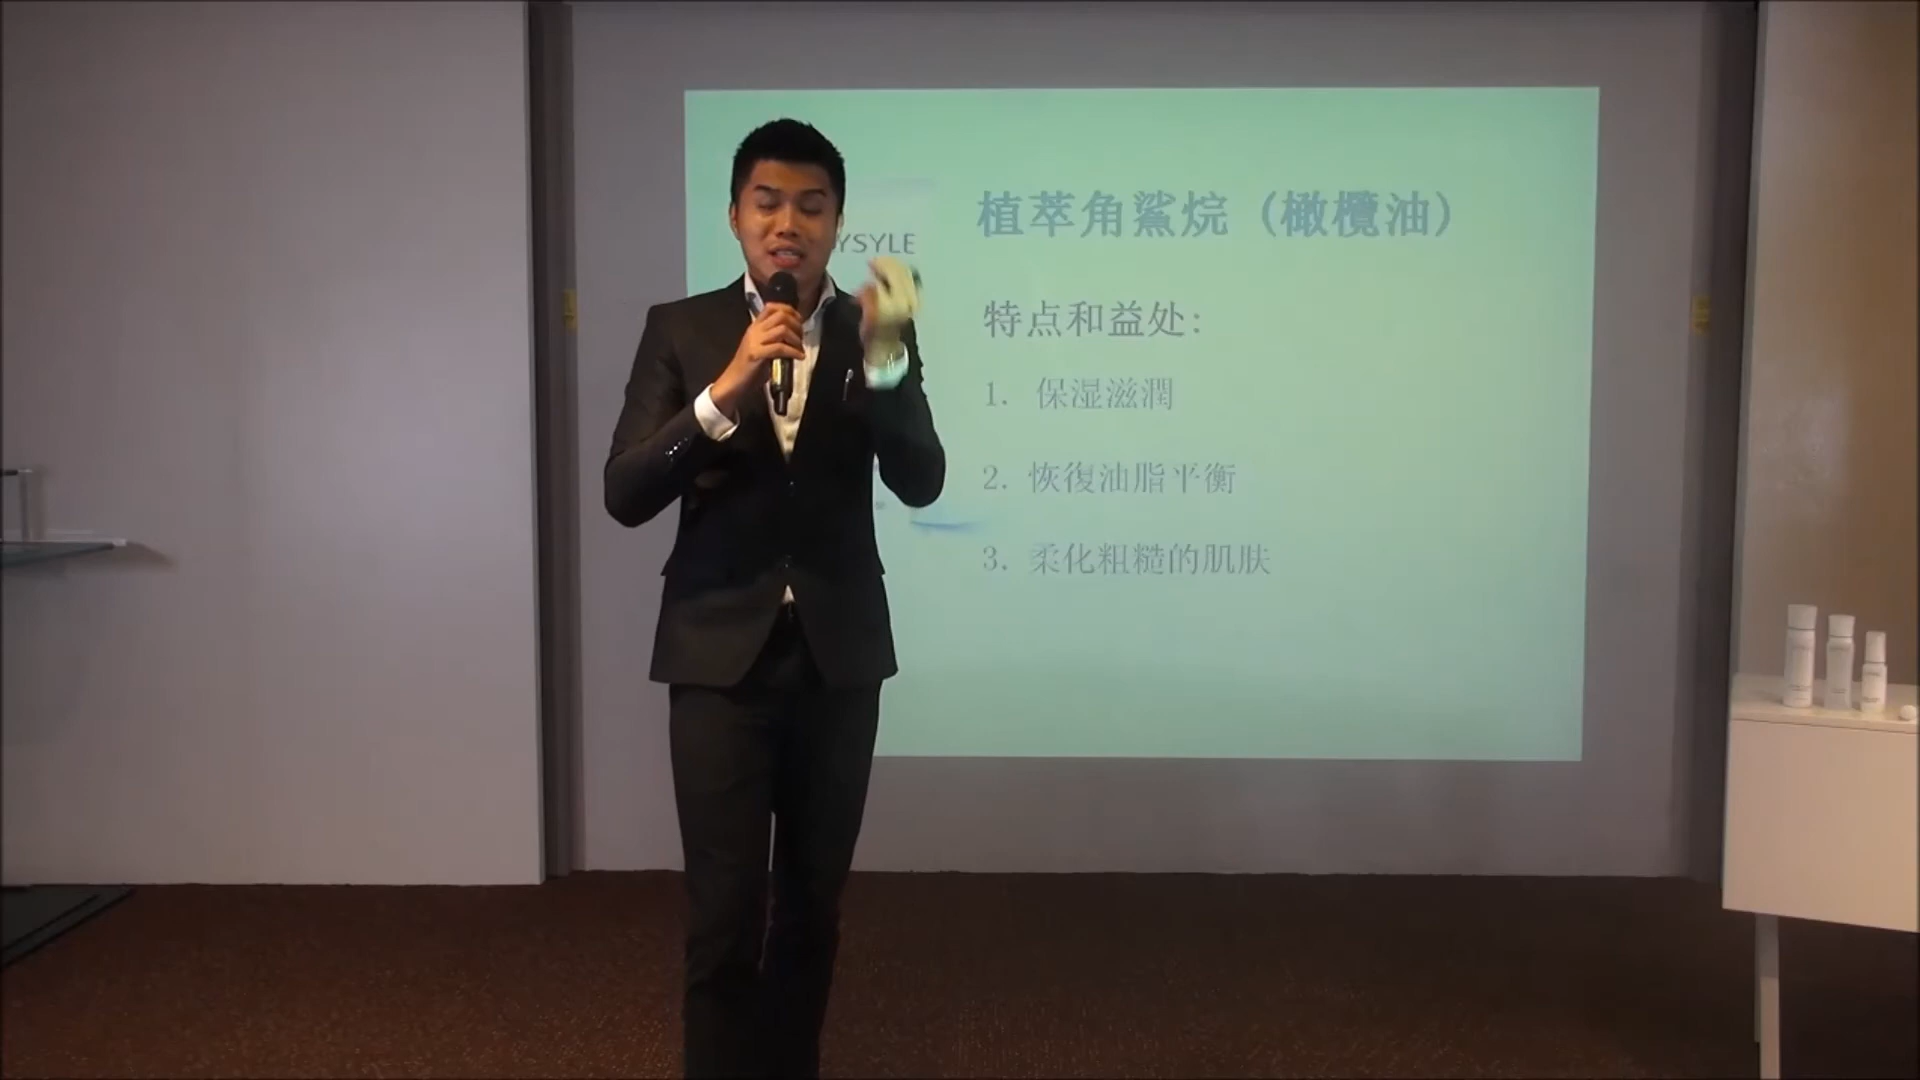 YSYLE
植萃角鯊烷 (橄欖油)
特点和益处:
1. 保湿滋潤
2. 恢復油脂平衡
3. 柔化粗糙的肌肤